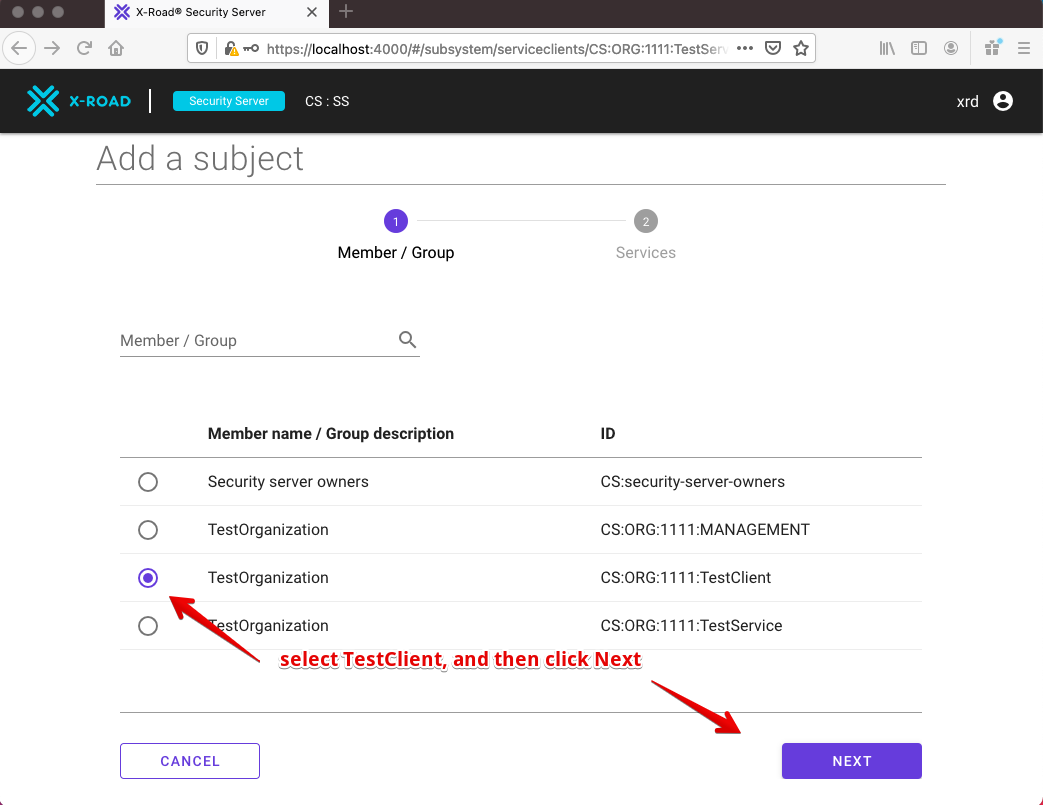 X-Road® Security Server
https://localhost:4000/#/subsystem/serviceclients/CS:ORG:1111:TestServ
X-ROAD
Security Server
CS : SS
xrd
Add a subject
1
2
Member / Group
Services
Member / Group
Member name / Group description
ID
Security server owners
CS:security-server-owners
TestOrganization
CS:ORG:1111:MANAGEMENT
TestOrganization
CS:ORG:1111:TestClient
TestOrganization
CS:ORG:1111:TestService
select TestClient, and then click Next
CANCEL
NEXT